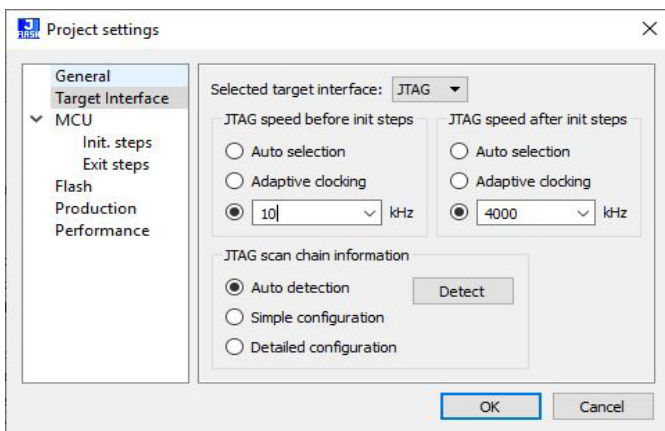 J FLASH Project settings
General
Target Interface
MCU
Init. steps
Exit steps
Flash
Production
Performance
Selected target interface: JTAG
JTAG speed before init steps
Auto selection
Adaptive clocking
10 kHz
JTAG speed after init steps
Auto selection
Adaptive clocking
4000 kHz
JTAG scan chain information
Auto detection
Detect
Simple configuration
Detailed configuration
OK
Cancel